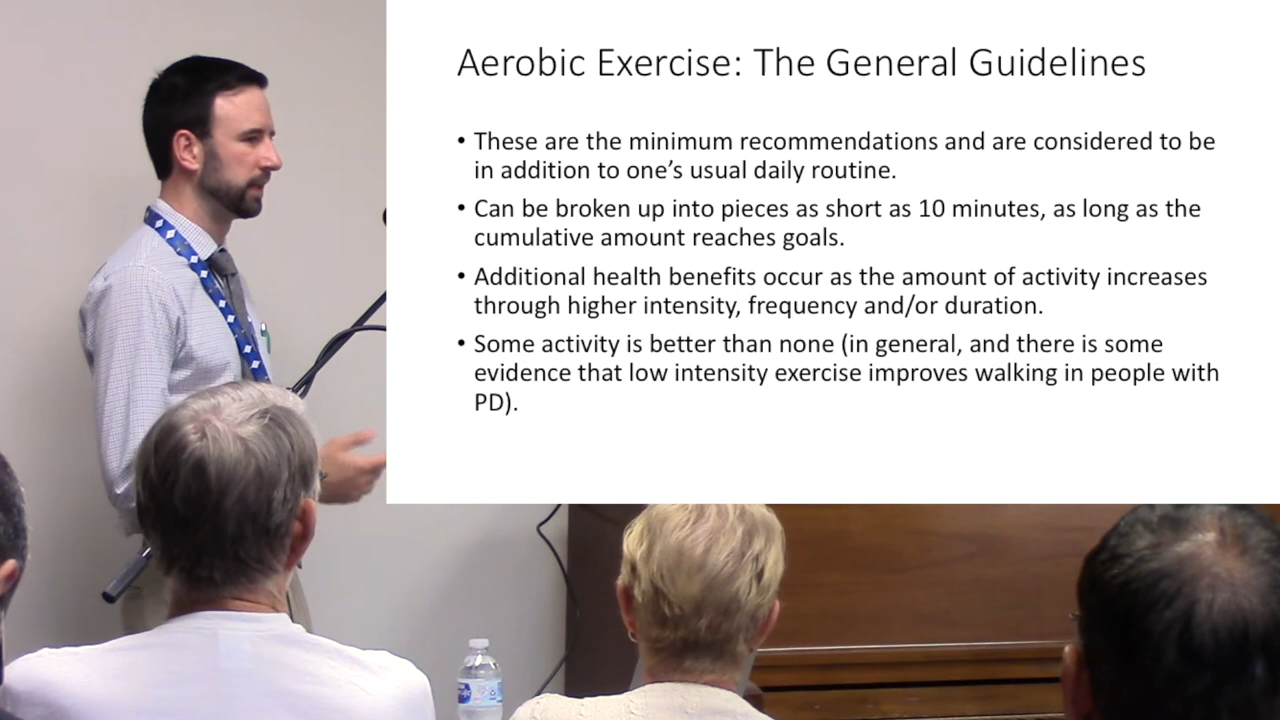 Aerobic Exercise: The General Guidelines
• These are the minimum recommendations and are considered to be
in addition to one's usual daily routine.
• Can be broken up into pieces as short as 10 minutes, as long as the
cumulative amount reaches goals.
• Additional health benefits occur as the amount of activity increases
through higher intensity, frequency and/or duration.
• Some activity is better than none (in general, and there is some
evidence that low intensity exercise improves walking in people with
PD).